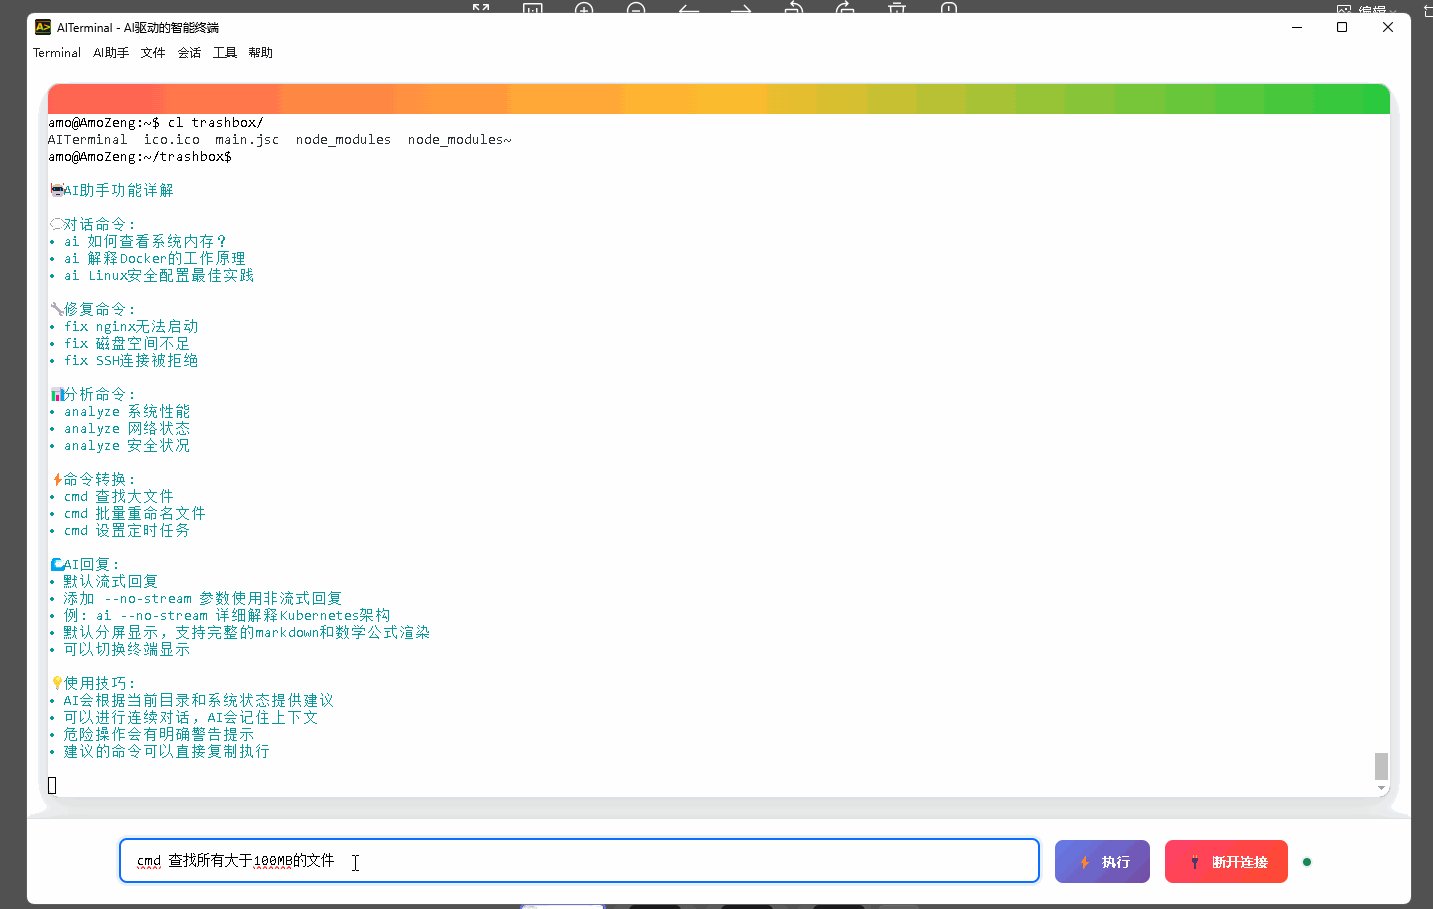 编辑
AITerminal - AI驱动的智能终端
Terminal AI助手 文件 会话 工具 帮助
amo@AmoZeng:~$ cl trashbox/
AITerminal ico.ico main.jsc node_modules node_modules~
amo@AmoZeng:~/trashbox$
AI助手功能详解
对话命令:
• ai 如何查看系统内存?
• ai 解释Docker的工作原理
• ai Linux安全配置最佳实践
修复命令:
• fix nginx无法启动
• fix 磁盘空间不足
• fix SSH连接被拒绝
分析命令:
• analyze 系统性能
• analyze 网络状态
• analyze 安全状况
命令转换:
• cmd 查找大文件
• cmd 批量重命名文件
• cmd 设置定时任务
AI回复:
• 默认流式回复
• 添加 --no-stream 参数使用非流式回复
• 例: ai --no-stream 详细解释Kubernetes架构
• 默认分屏显示，支持完整的markdown和数学公式渲染
• 可以切换终端显示
使用技巧:
• AI会根据当前目录和系统状态提供建议
• 可以进行连续对话，AI会记住上下文
• 危险操作会有明确警告提示
• 建议的命令可以直接复制执行
cmd 查找所有大于100MB的文件
执行
断开连接